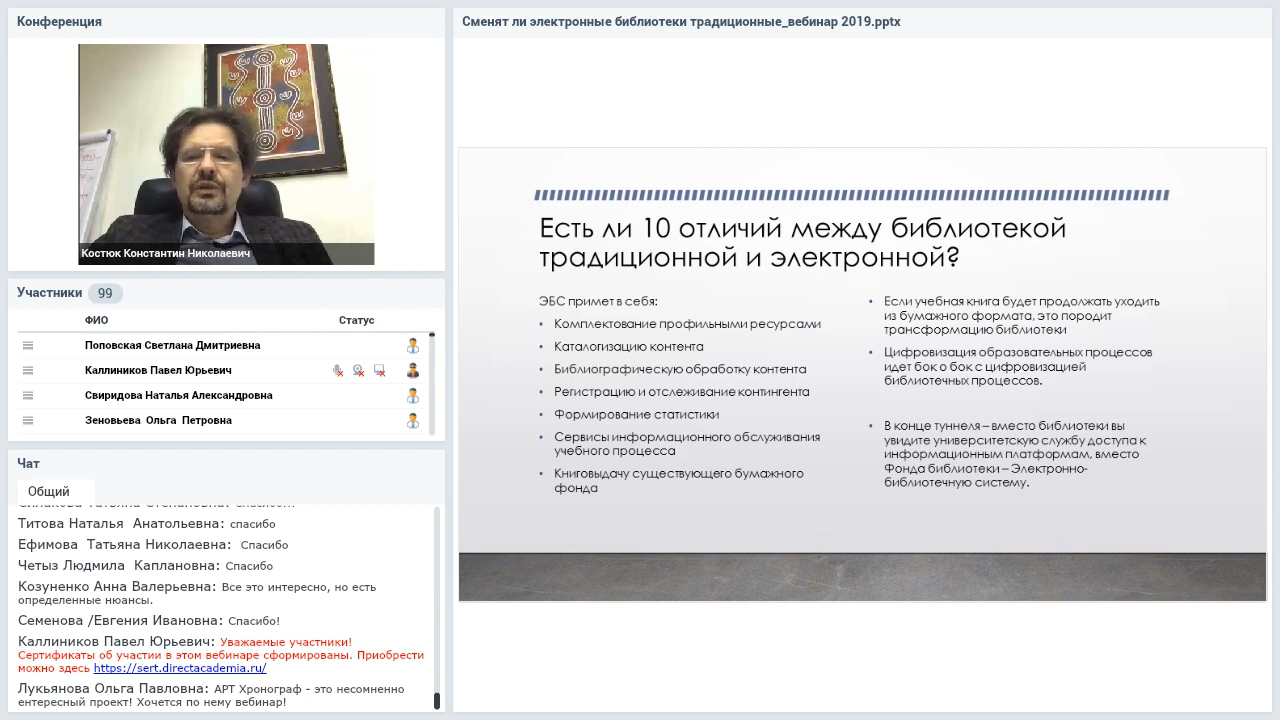 Конференция
Костюк Константин Николаевич
Участники 99
ФИО Статус
Поповская Светлана Дмитриевна
Каллиников Павел Юрьевич
Свиридова Наталья Александровна
Зеновьева Ольга Петровна
Чат
Общий
Титова Наталья Анатольевна: спасибо
Ефимова Татьяна Николаевна: Спасибо
Четыз Людмила Каплановна: Спасибо
Козуненко Анна Валерьевна: Все это интересно, но есть
определенные нюансы.
Семенова /Евгения Ивановна: Спасибо!
Каллиников Павел Юрьевич: Уважаемые участники!
Сертификаты об участии в этом вебинаре сформированы. Приобрести
можно здесь https://sert.directacademia.ru/
Лукьянова Ольга Павловна: АРТ Хронограф - это несомненно
ентересный проект! Хочется по нему вебинар!
Сменят ли электронные библиотеки традиционные_вебинар 2019.pptx
Есть ли 10 отличий между библиотекой
традиционной и электронной?
ЭБС примет в себя:
• Комплектование профильными ресурсами
• Каталогизацию контента
• Библиографическую обработку контента
• Регистрацию и отслеживание контингента
• Формирование статистики
• Сервисы информационного обслуживания
учебного процесса
• Книговыдачу существующего бумажного
фонда
• Если учебная книга будет продолжать уходить
из бумажного формата, это породит
трансформацию библиотеки
• Цифровизация образовательных процессов
идет бок о бок с цифровизацией
библиотечных процессов.
• В конце туннеля – вместо библиотеки вы
увидите университетскую службу доступа к
информационным платформам, вместо
Фонда библиотеки – Электронно-
библиотечную систему.